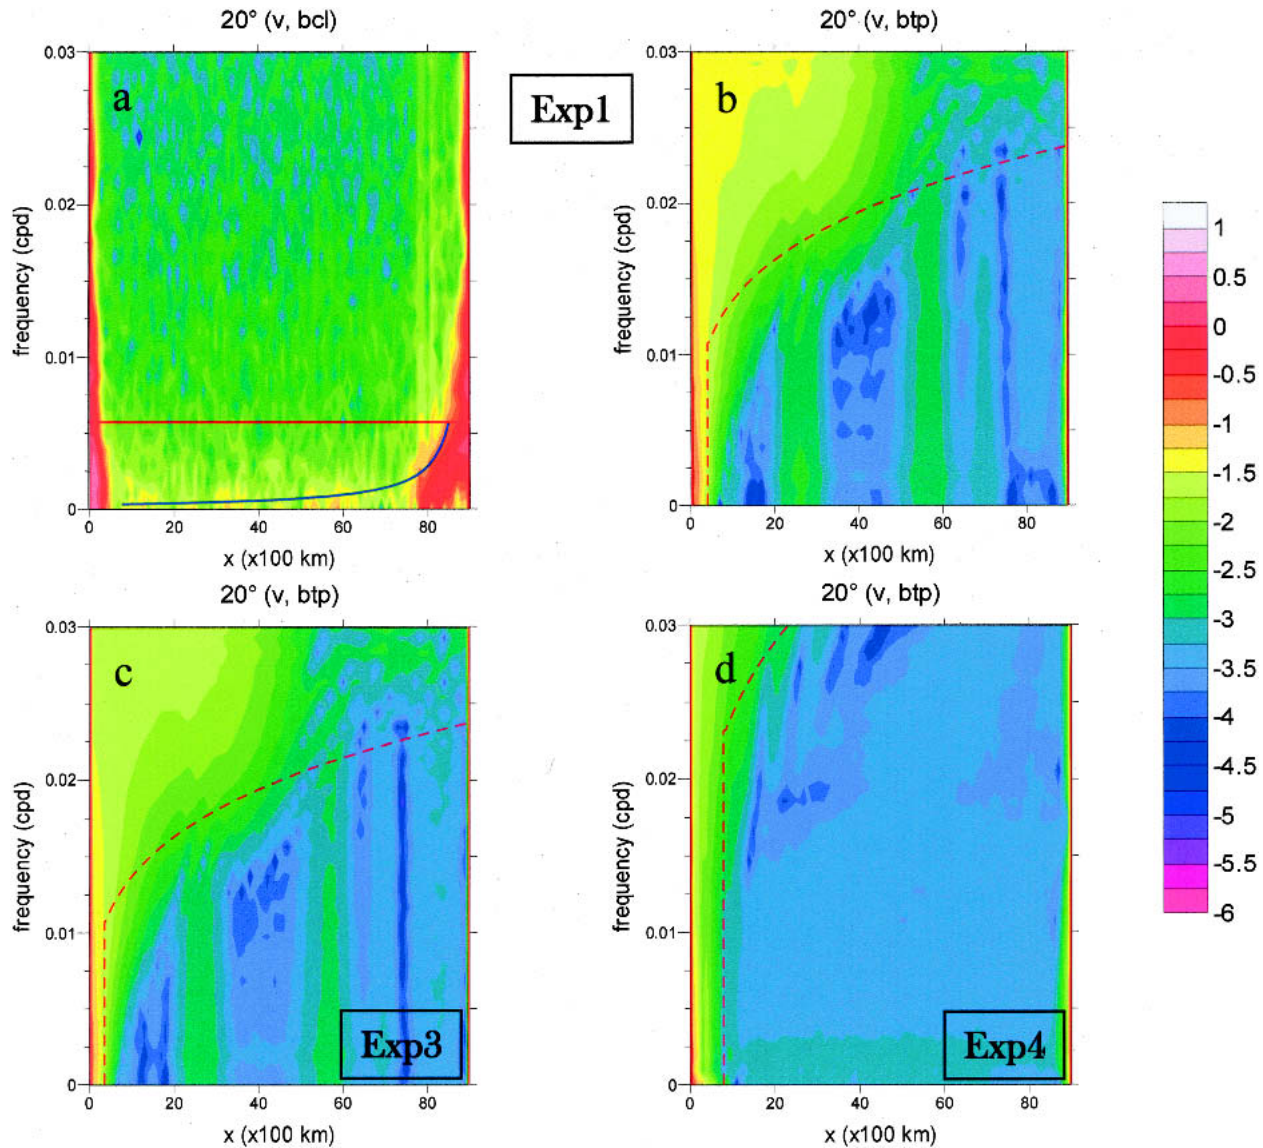 20° (v, bcl)
20° (v, btp)
a
Exp1
b
0.03
0.02
0.01
0
frequency (cpd)
0 20 40 60 80
x (x100 km)
0.03
0.02
0.01
0
frequency (cpd)
0 20 40 60 80
x (x100 km)
1
0.5
0
-0.5
-1
-1.5
-2
-2.5
-3
-3.5
-4
-4.5
-5
-5.5
-6
20° (v, btp)
20° (v, btp)
c
d
0.03
0.02
0.01
0
frequency (cpd)
Exp3
0 20 40 60 80
x (x100 km)
0.03
0.02
0.01
0
frequency (cpd)
Exp4
0 20 40 60 80
x (x100 km)